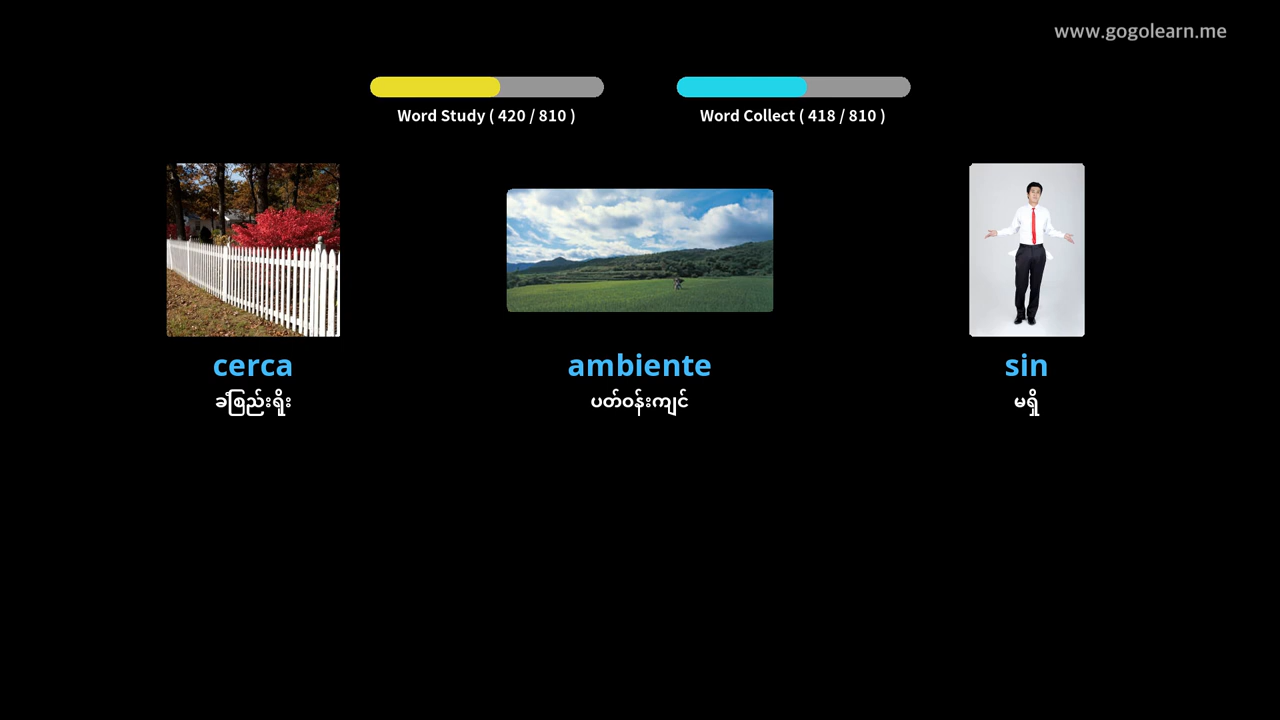 www.gogolearn.me
Word Study ( 420 / 810 )
Word Collect ( 418 / 810 )
cerca
ခံစြည်းရိုး
ambiente
ပတ်ဝန်းကျင်
sin
မရှိ